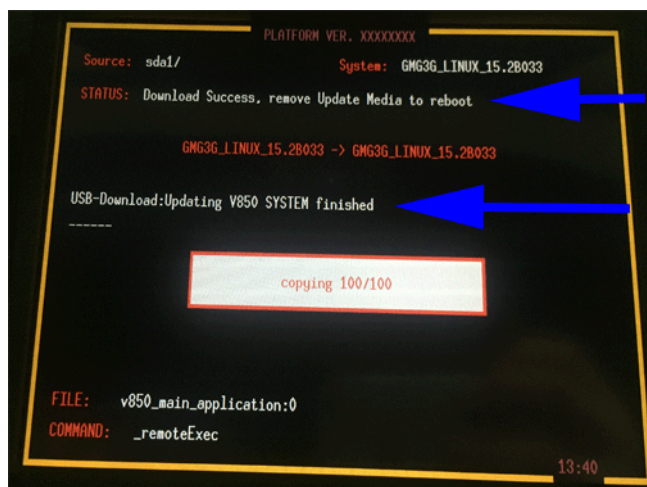 PLATFORM VER. XXXXXXXX
Source: sda1/ System: GMG3G_LINUX_15.2B033
STATUS: Download Success, remove Update Media to reboot
GMG3G_LINUX_15.2B033 -> GMG3G_LINUX_15.2B033
USB-Download:Updating V850 SYSTEM finished
------
copying 100/100
FILE: v850_main_application:0
COMMAND: _remoteExec
13:40